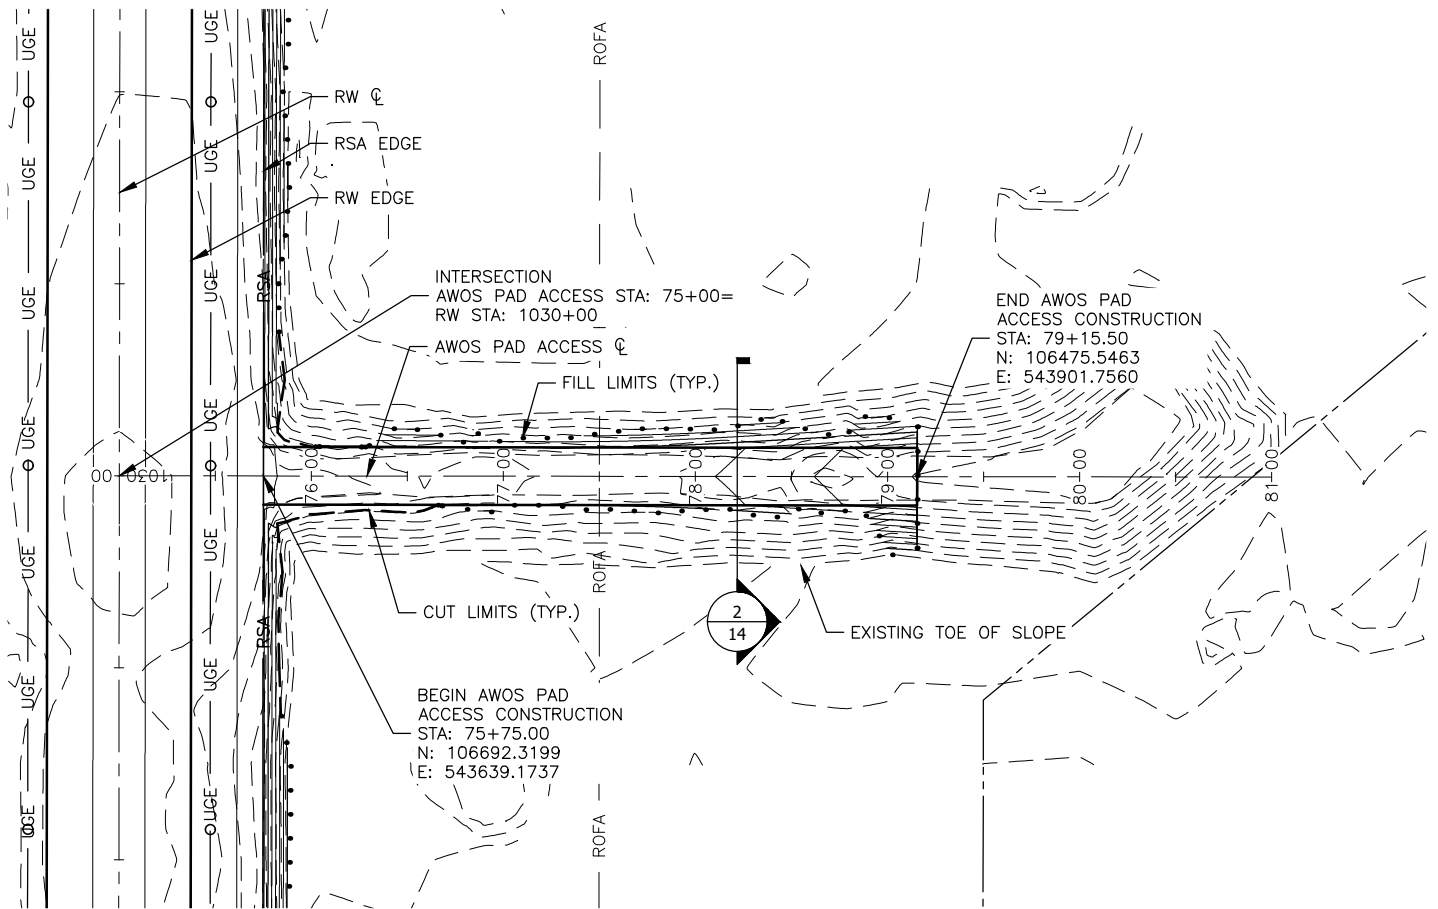 UGE
UGE
ROFA
RW ℄
RSA EDGE
UGE
UGE
RW EDGE
UGE
UGE
RSA
INTERSECTION
AWOS PAD ACCESS STA: 75+00=
RW STA: 1030+00
AWOS PAD ACCESS ℄
FILL LIMITS (TYP.)
END AWOS PAD
ACCESS CONSTRUCTION
STA: 79+15.50
N: 106475.5463
E: 543901.7560
UGE
UGE
1030+00
76+00
77+00
78+00
79+00
80+00
81+00
UGE
UGE
ROFA
CUT LIMITS (TYP.)
2
14
EXISTING TOE OF SLOPE
RSA
UGE
UGE
BEGIN AWOS PAD
ACCESS CONSTRUCTION
STA: 75+75.00
N: 106692.3199
E: 543639.1737
UGE
UGE
ROFA